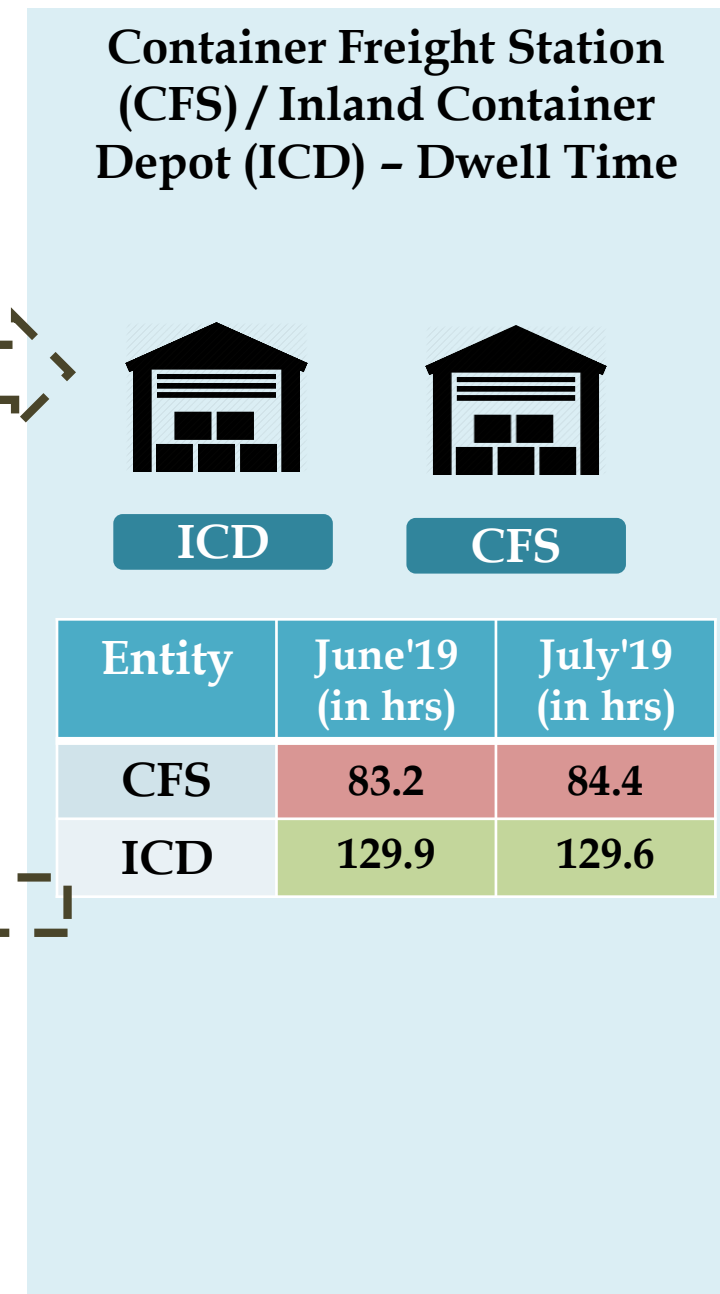 Container Freight Station
(CFS) / Inland Container
Depot (ICD) – Dwell Time
ICD
CFS
Entity June'19 (in hrs) July'19 (in hrs)
CFS 83.2 84.4
ICD 129.9 129.6